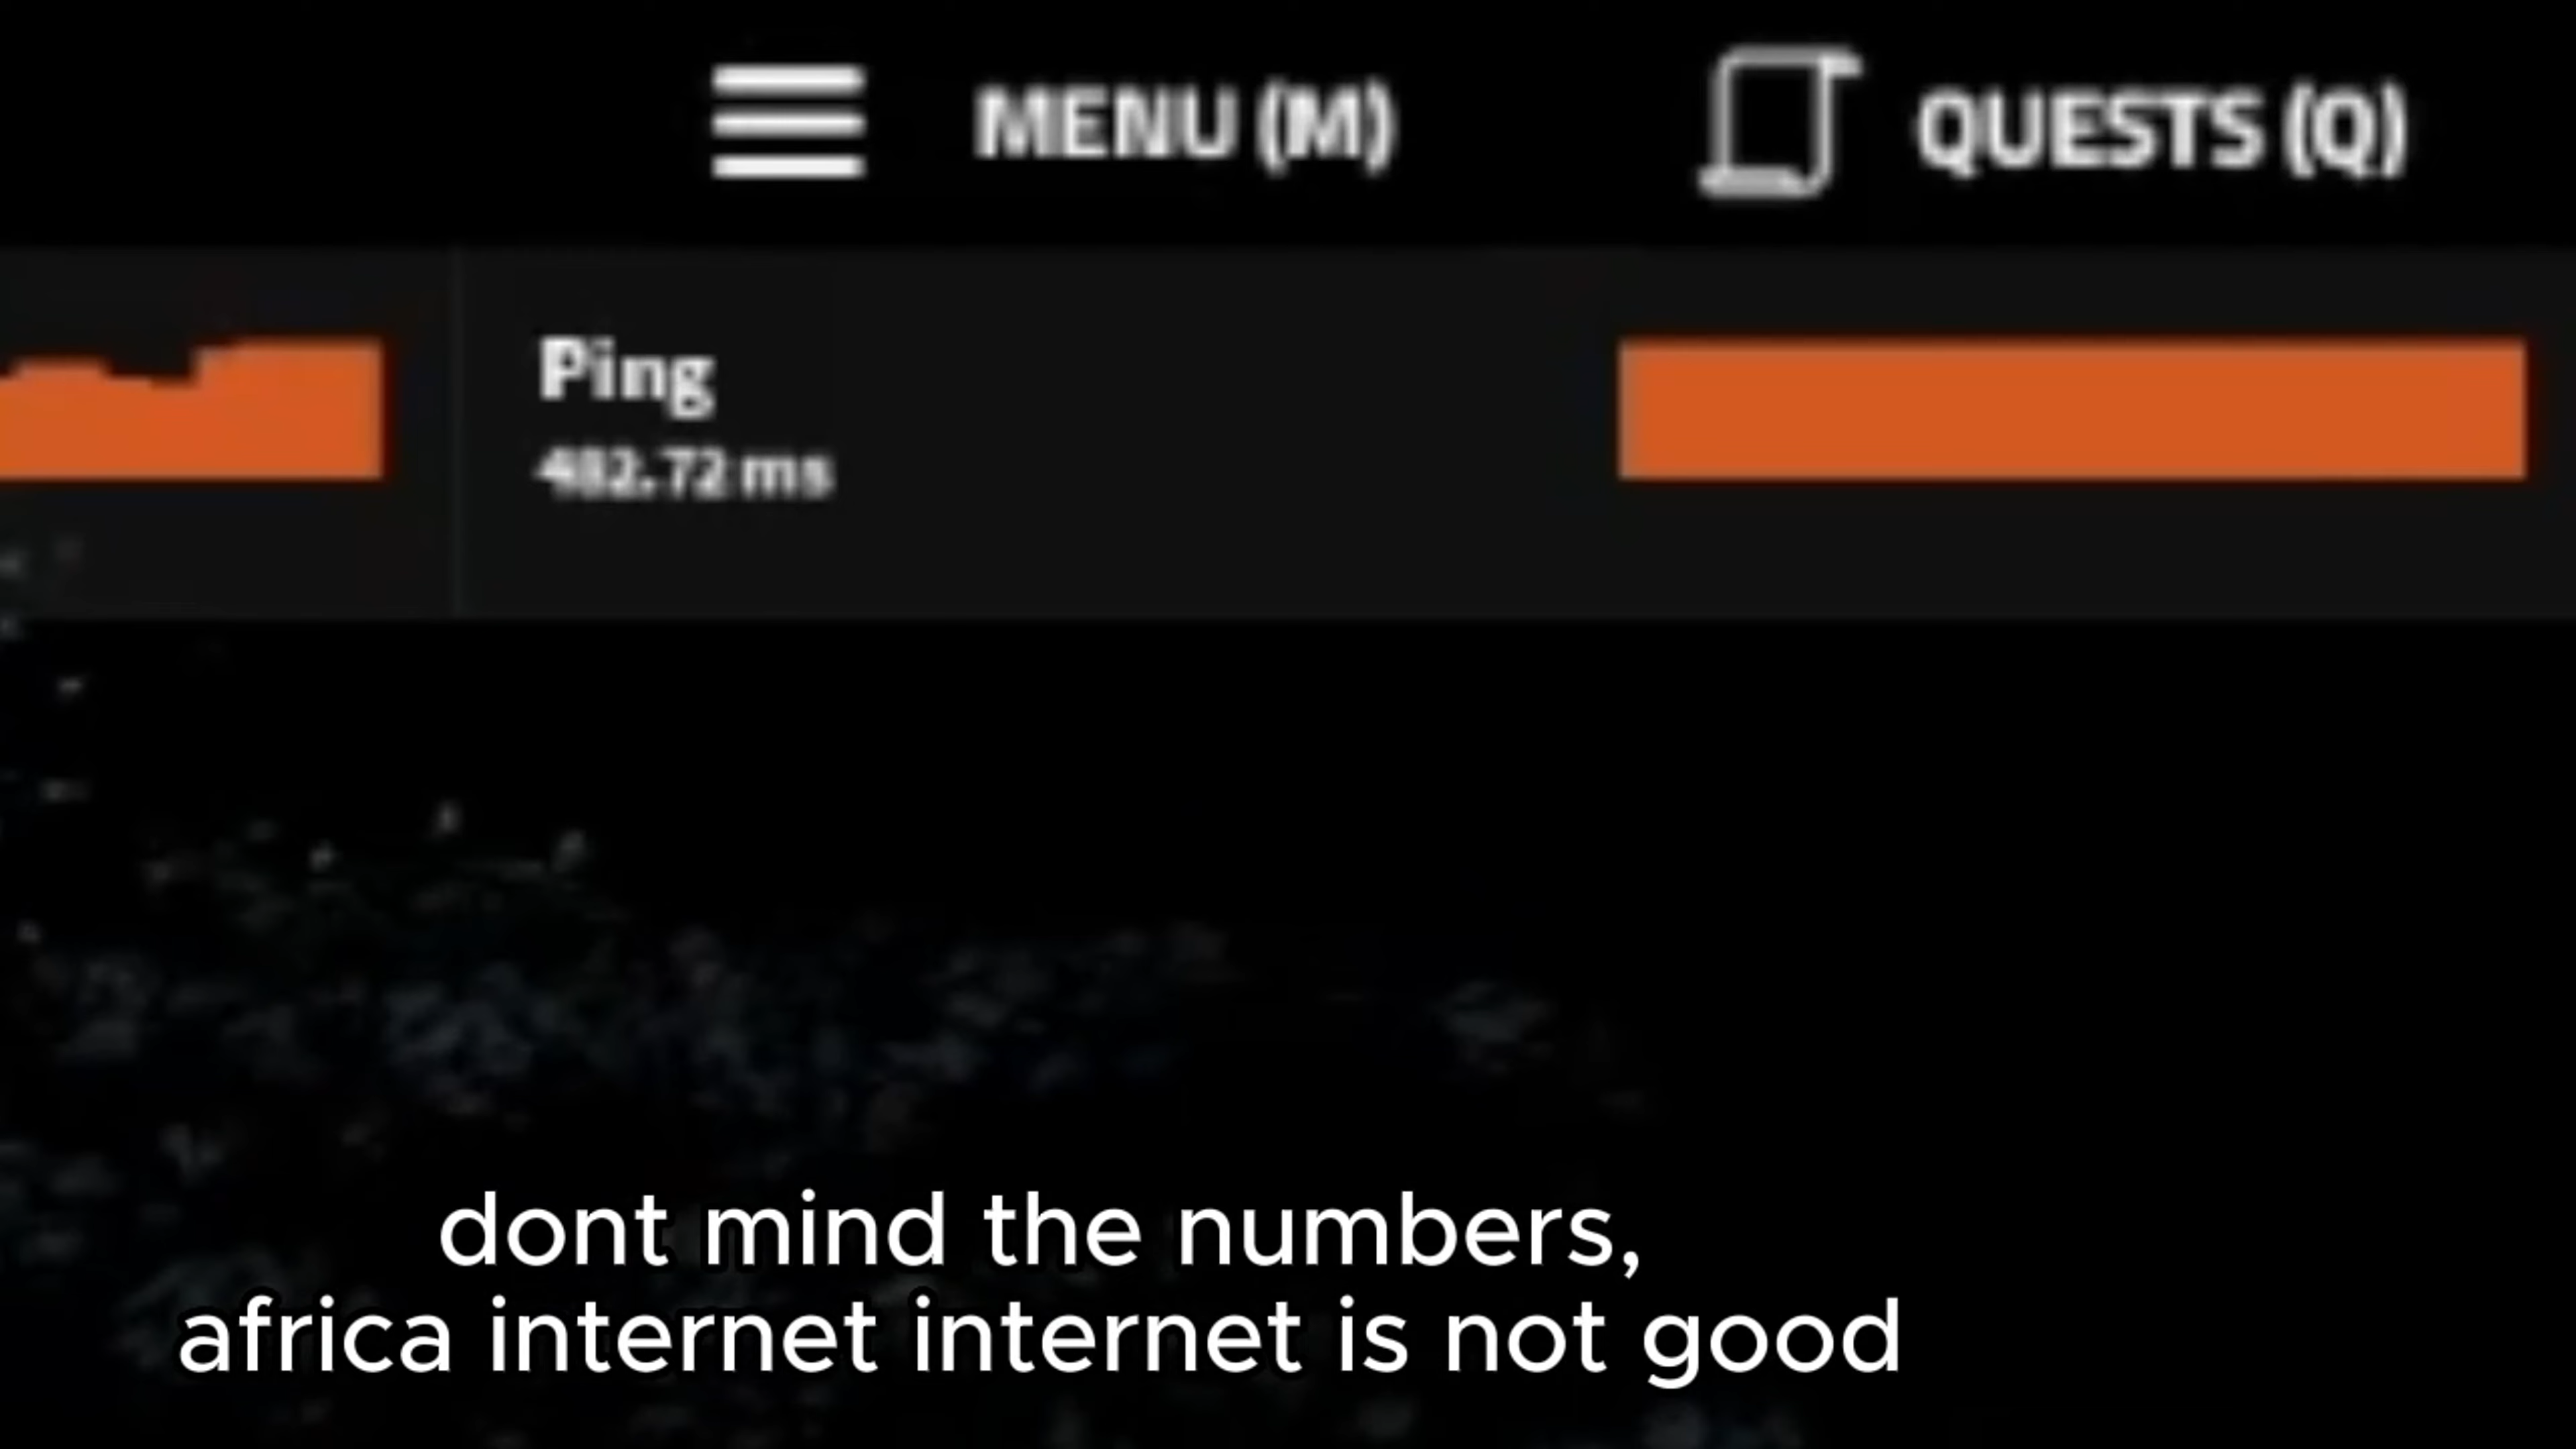 MENU (M) QUESTS (Q)
Ping
482.72 ms
dont mind the numbers,
africa internet internet is not good